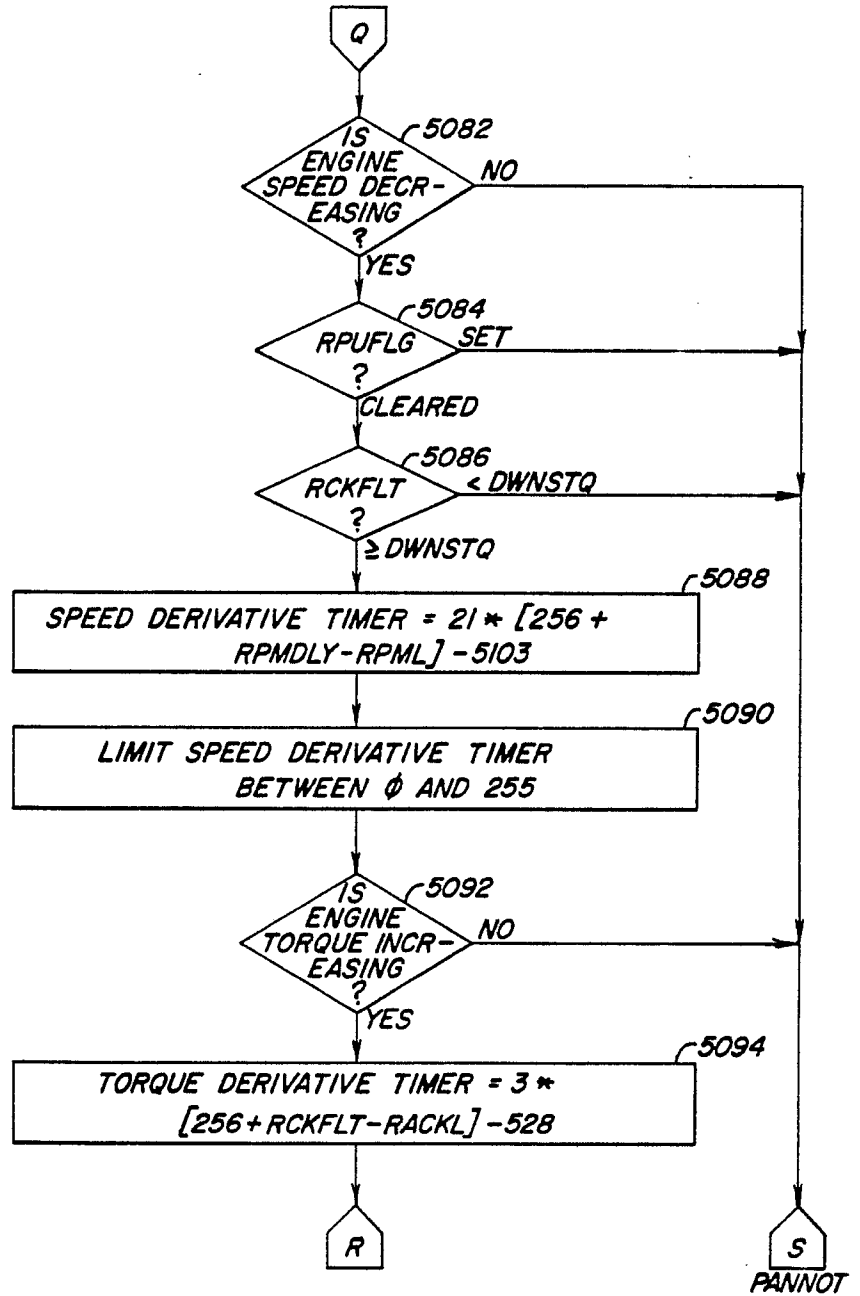 Q
5082
IS
ENGINE
SPEED DECR-
EASING
?
NO
YES
5084
RPUFLG
?
SET
CLEARED
5086
RCKFLT
?
< DWNSTQ
≥ DWNSTQ
5088
SPEED DERIVATIVE TIMER = 21 * [256 +
RPMDLY-RPML] -5103
5090
LIMIT SPEED DERIVATIVE TIMER
BETWEEN ϕ AND 255
5092
IS
ENGINE
TORQUE INCR-
EASING
?
NO
YES
5094
TORQUE DERIVATIVE TIMER = 3 *
[256+RCKFLT-RACKL] -528
R
S
PANNOT